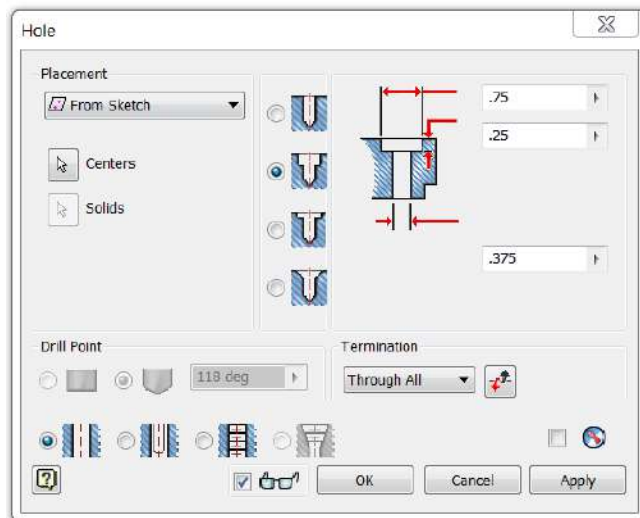 Hole
Placement
From Sketch
Centers
Solids
.75
.25
.375
Drill Point
118 deg
Termination
Through All
OK
Cancel
Apply